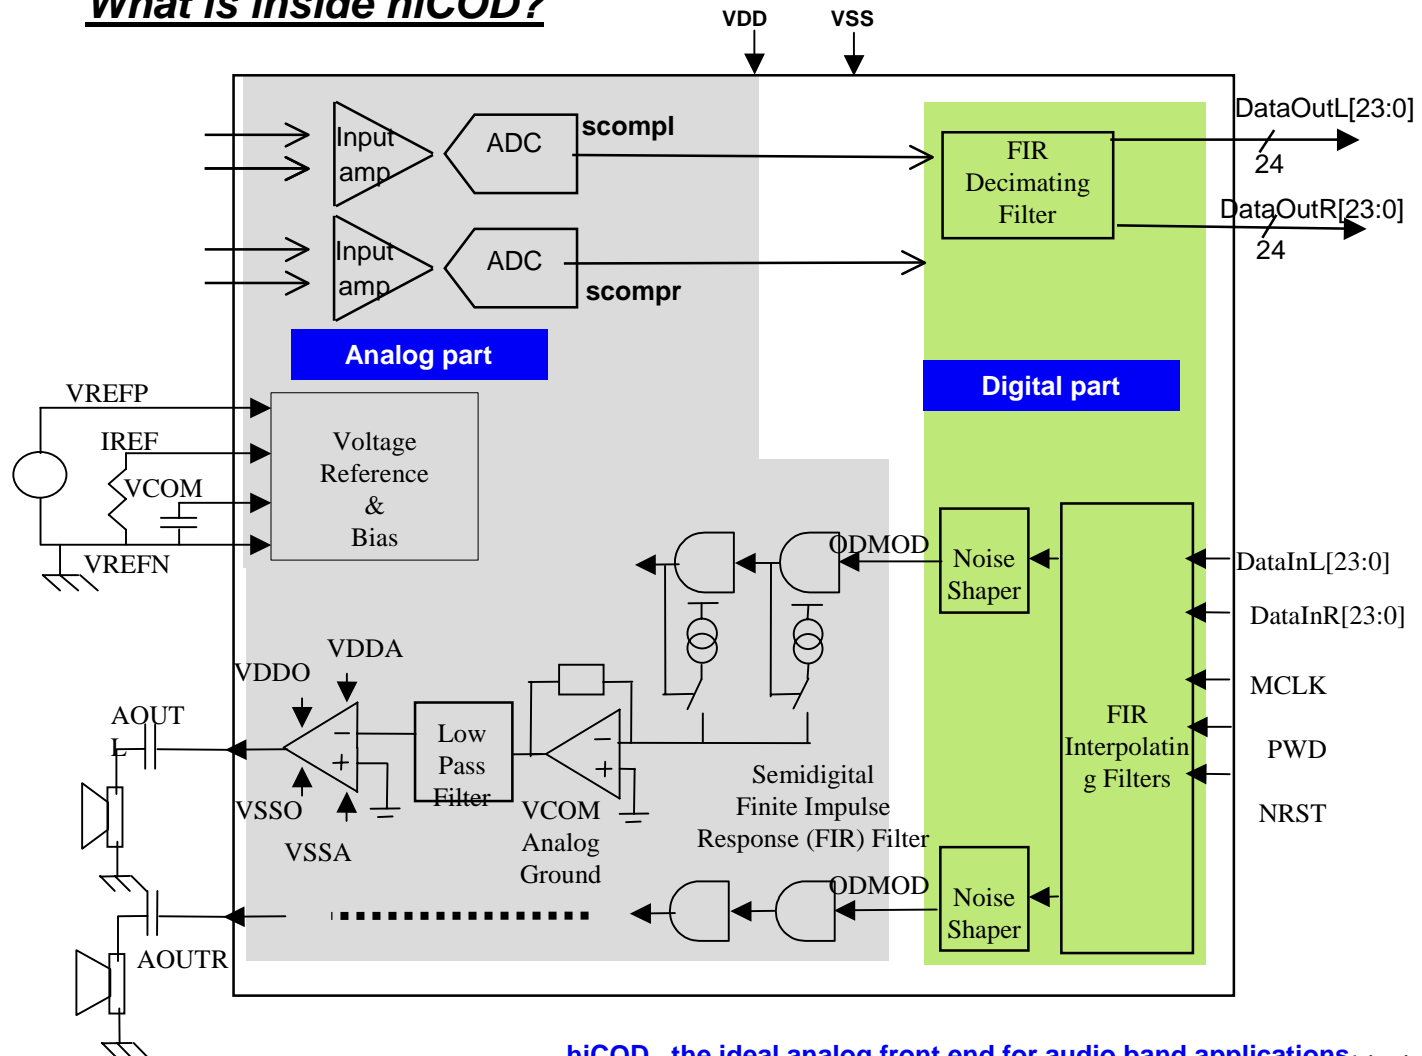 What is inside hiCOD?
VDD
VSS
DataOutL[23:0]
24
DataOutR[23:0]
24
Input
amp
ADC
scompl
FIR
Decimating
Filter
Input
amp
ADC
scompr
Analog part
Digital part
VREFP
IREF
VCOM
VREFN
Voltage
Reference
&
Bias
ODMOD
Noise
Shaper
DataInL[23:0]
DataInR[23:0]
MCLK
PWD
NRST
FIR
Interpolatin
g Filters
VDDA
VDDO
AOUT
L
VSSO
VSSA
Low
Pass
Filter
VCOM
Analog
Ground
Semidigital
Finite Impulse
Response (FIR) Filter
ODMOD
Noise
Shaper
AOUTR
hiCOD, the ideal analog front end for audio band applications